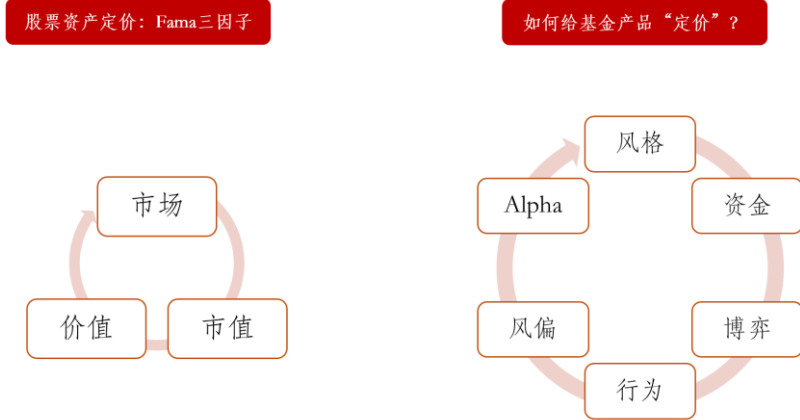 股票资产定价：Fama三因子
市场
价值
市值
如何给基金产品“定价”？
风格
Alpha
资金
风偏
博弈
行为